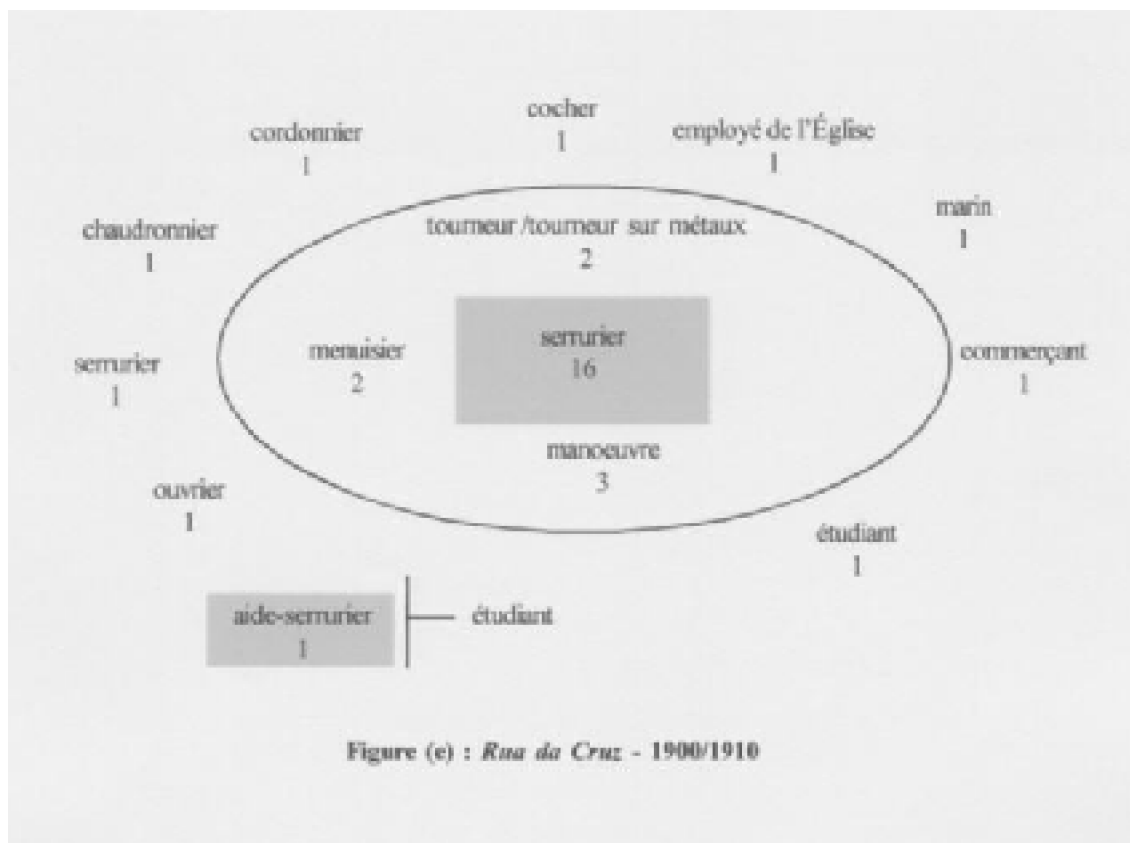 cocher
1
cordonnier
1
employé de l'Église
1
marin
1
chaudronnier
1
tourneur /tourneur sur métaux
2
serrurier
1
menuisier
2
serrurier
16
commerçant
1
manoeuvre
3
ouvrier
1
étudiant
1
aide-serrurier
1
étudiant
Figure (e) : Rua da Cruz - 1900/1910